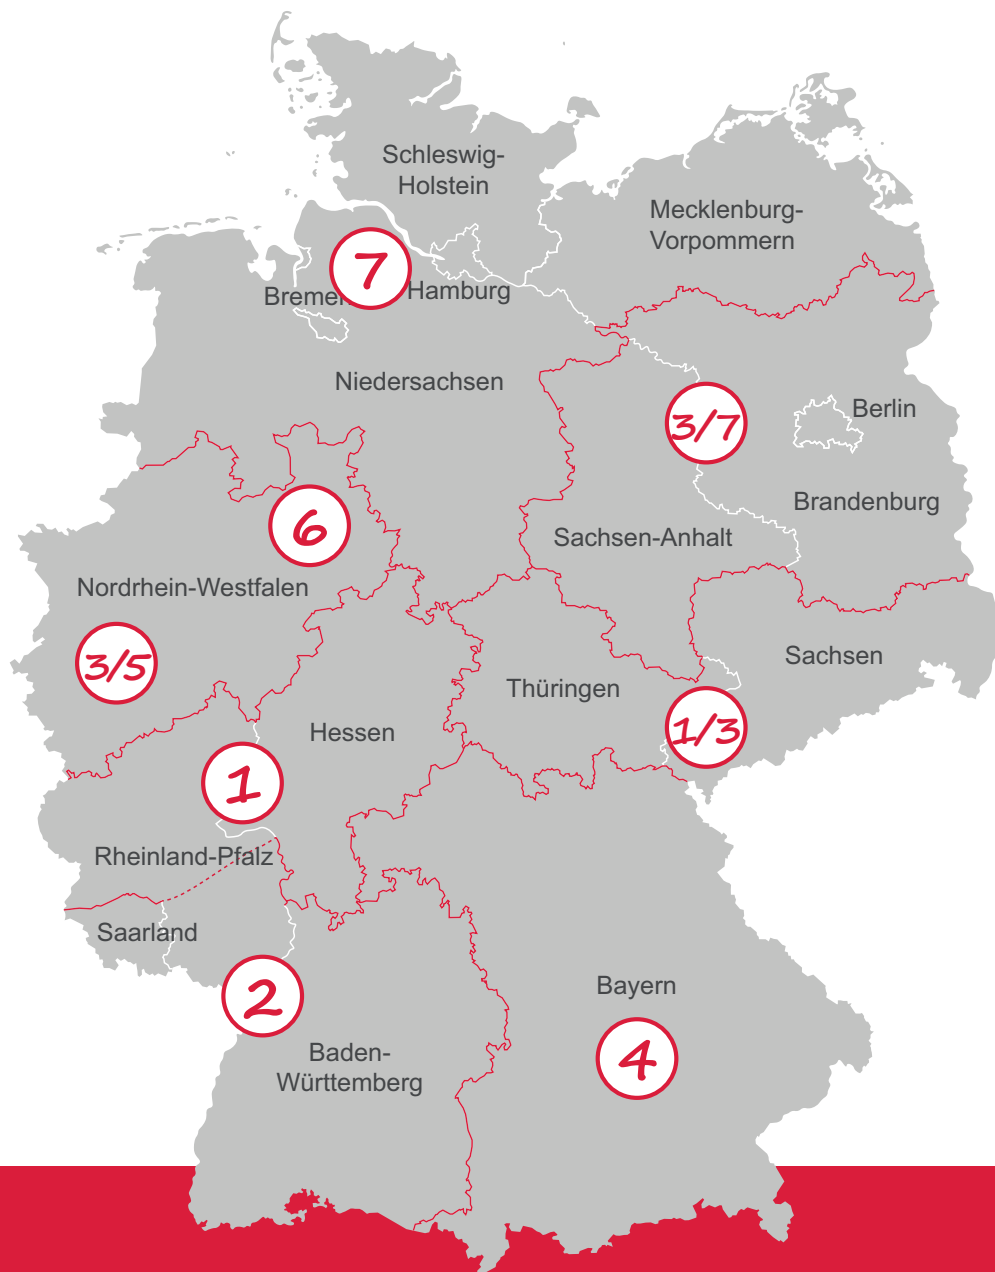 Schleswig-
Holstein
Mecklenburg-
Vorpommern
7
Bremen
Hamburg
Niedersachsen
3/7
Berlin
Brandenburg
6
Sachsen-Anhalt
Nordrhein-Westfalen
3/5
Sachsen
Thüringen
1/3
Hessen
1
Rheinland-Pfalz
Saarland
2
Bayern
4
Baden-
Württemberg